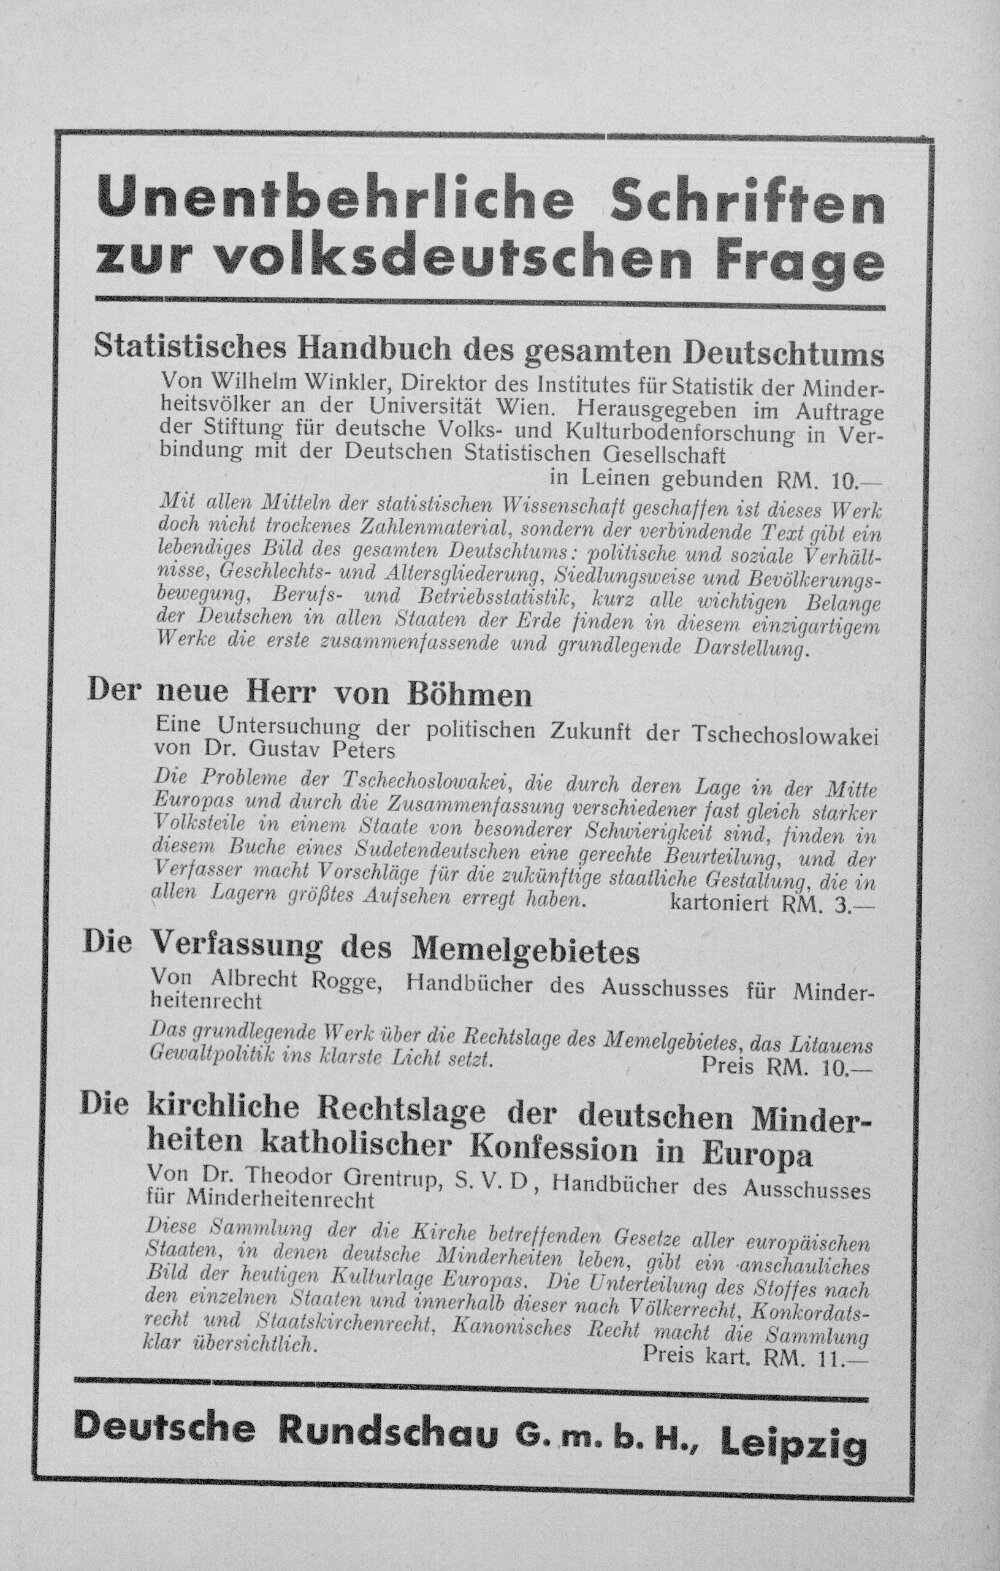 Unentbehrliche Schriften
zur volksdeutschen Frage
Statistisches Handbuch des gesamten Deutschtums
Von Wilhelm Winkler, Direktor des Institutes für Statistik der Minder-
heitsvölker an der Universität Wien. Herausgegeben im Auftrage
der Stiftung für deutsche Volks- und Kulturbodenforschung in Ver-
bindung mit der Deutschen Statistischen Gesellschaft
in Leinen gebunden RM. 10.—
Mit allen Mitteln der statistischen Wissenschaft geschaffen ist dieses Werk
doch nicht trockenes Zahlenmaterial, sondern der verbindende Text gibt ein
lebendiges Bild des gesamten Deutschtums: politische und soziale Verhält-
nisse, Geschlechts- und Altersgliederung, Siedlungsweise und Bevölkerungs-
bewegung, Berufs- und Betriebsstatistik, kurz alle wichtigen Belange
der Deutschen in allen Staaten der Erde finden in diesem einzigartigem
Werke die erste zusammenfassende und grundlegende Darstellung.
Der neue Herr von Böhmen
Eine Untersuchung der politischen Zukunft der Tschechoslowakei
von Dr. Gustav Peters
Die Probleme der Tschechoslowakei, die durch deren Lage in der Mitte
Europas und durch die Zusammenfassung verschiedener fast gleich starker
Volksteile in einem Staate von besonderer Schwierigkeit sind, finden in
diesem Buche eines Sudetendeutschen eine gerechte Beurteilung, und der
Verfasser macht Vorschläge für die zukünftige staatliche Gestaltung, die in
allen Lagern größtes Aufsehen erregt haben. kartoniert RM. 3.—
Die Verfassung des Memelgebietes
Von Albrecht Rogge, Handbücher des Ausschusses für Minder-
heitenrecht
Das grundlegende Werk über die Rechtslage des Memelgebietes, das Litauens
Gewaltpolitik ins klarste Licht setzt. Preis RM. 10.—
Die kirchliche Rechtslage der deutschen Minder-
heiten katholischer Konfession in Europa
Von Dr. Theodor Grentrup, S. V. D, Handbücher des Ausschusses
für Minderheitenrecht
Diese Sammlung der die Kirche betreffenden Gesetze aller europäischen
Staaten, in denen deutsche Minderheiten leben, gibt ein anschauliches
Bild der heutigen Kulturlage Europas. Die Unterteilung des Stoffes nach
den einzelnen Staaten und innerhalb dieser nach Völkerrecht, Konkordats-
recht und Staatskirchenrecht, Kanonisches Recht macht die Sammlung
klar übersichtlich. Preis kart. RM. 11.—
Deutsche Rundschau G. m. b. H., Leipzig